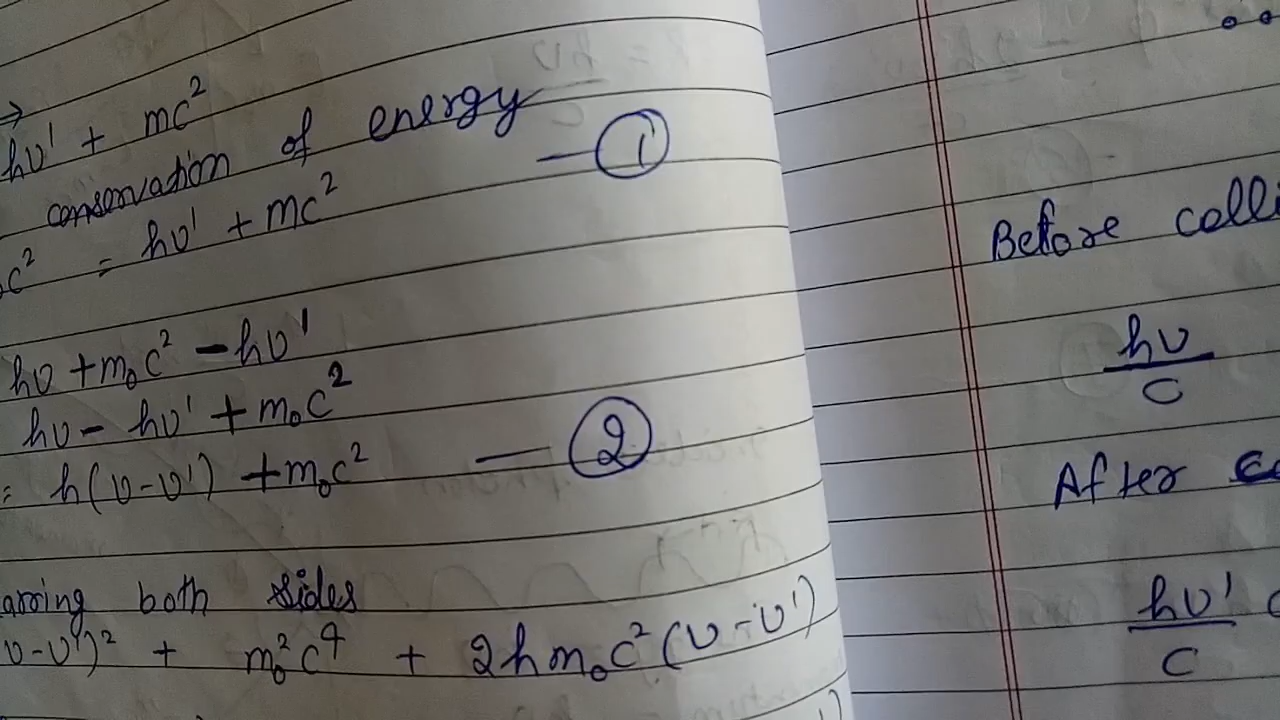 ⇒
hυ' + mc²
conservation of energy
c² = hυ' + mc² — ①
hυ + m₀c² − hυ'
hυ − hυ' + m₀c²
= h(υ−υ') + m₀c² — ②
both sides
υ−υ')² + m₀²c⁴ + 2hm₀c²(υ−υ')
Before colli
hυ
c
After
hυ'
c